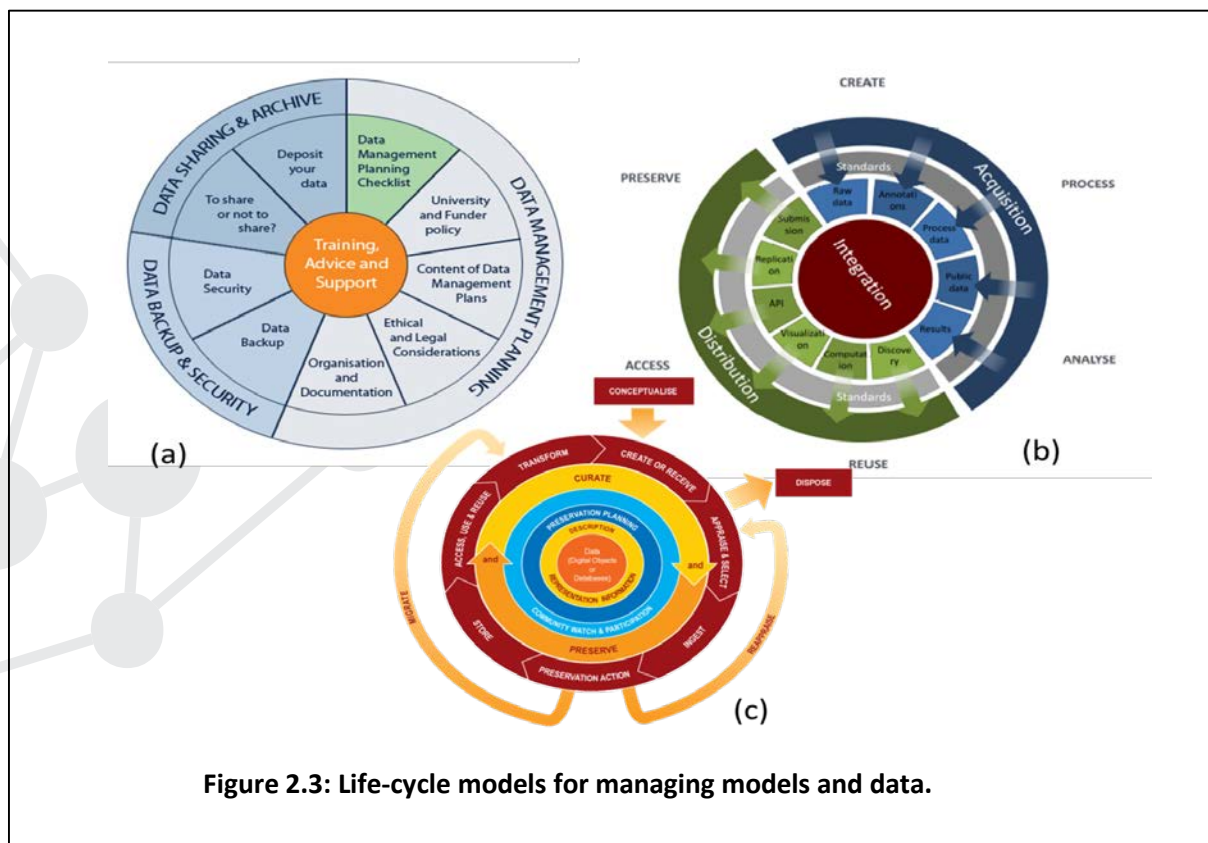 DATA SHARING & ARCHIVE
Deposit
your
data
To share
or not to
share?
Data
Management
Planning
Checklist
University
and Funder
policy
Content of Data
Management
Plans
Ethical
and Legal
Considerations
Organisation
and
Documentation
DATA MANAGEMENT PLANNING
Data
Security
Data
Backup
DATA BACKUP & SECURITY
Training,
Advice and
Support
(a)
CREATE
PROCESS
ANALYSE
REUSE
ACCESS
PRESERVE
Acquisition
Standards
Raw
data
Annotati
ons
Process
data
Public
data
Results
Discove
ry
Computat
ion
Visualizati
on
API
Replicati
on
Submis
sion
Standards
Distribution
Integration
(b)
CONCEPTUALISE
CREATE OR RECEIVE
DISPOSE
APPRAISE & SELECT
REAPPRAISE
INGEST
PRESERVATION ACTION
STORE
MIGRATE
ACCESS, USE & REUSE
TRANSFORM
CURATE
and
PRESERVE
and
PRESERVATION PLANNING
COMMUNITY WATCH & PARTICIPATION
DESCRIPTION
REPRESENTATION INFORMATION
Data
(Digital Objects
or
Databases)
(c)
Figure 2.3: Life-cycle models for managing models and data.